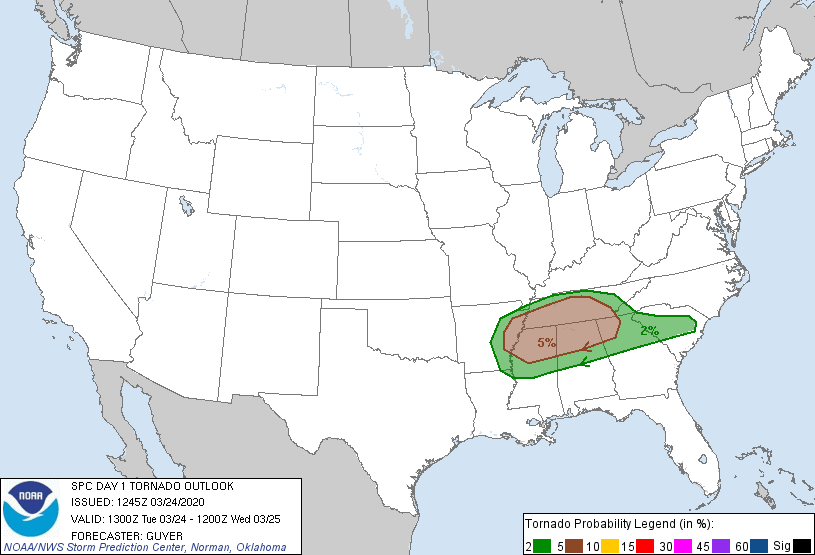 5%
2%
NOAA
SPC DAY 1 TORNADO OUTLOOK
ISSUED: 1245Z 03/24/2020
VALID: 1300Z Tue 03/24 - 1200Z Wed 03/25
FORECASTER: GUYER
NOAA/NWS Storm Prediction Center, Norman, Oklahoma
Tornado Probability Legend (in %):
2 5 10 15 30 45 60 Sig